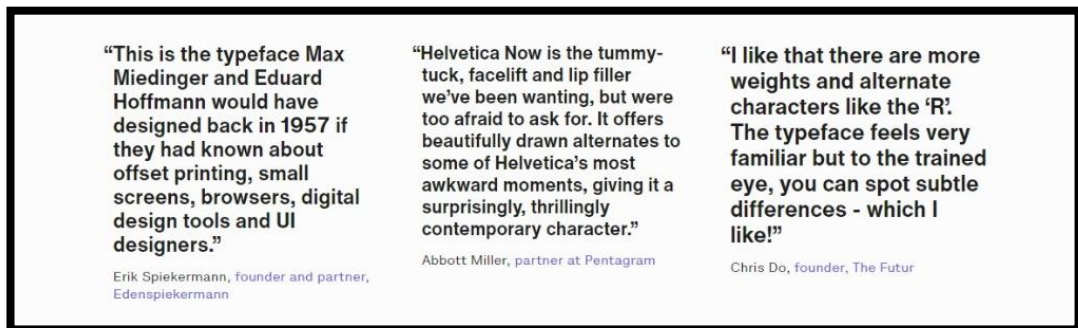 “This is the typeface Max
Miedinger and Eduard
Hoffmann would have
designed back in 1957 if
they had known about
offset printing, small
screens, browsers, digital
design tools and UI
designers.”
Erik Spiekermann, founder and partner,
Edenspiekermann
“Helvetica Now is the tummy-
tuck, facelift and lip filler
we’ve been wanting, but were
too afraid to ask for. It offers
beautifully drawn alternates to
some of Helvetica’s most
awkward moments, giving it a
surprisingly, thrillingly
contemporary character.”
Abbott Miller, partner at Pentagram
“I like that there are more
weights and alternate
characters like the ‘R’.
The typeface feels very
familiar but to the trained
eye, you can spot subtle
differences - which I
like!”
Chris Do, founder, The Futur